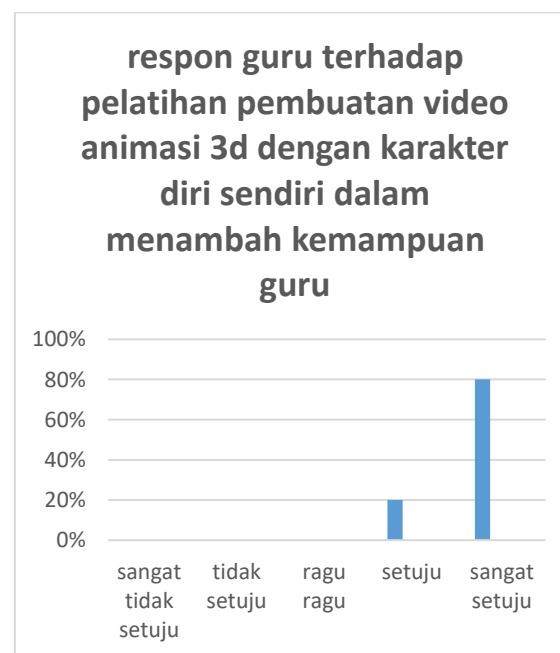 respon guru terhadap
pelatihan pembuatan video
animasi 3d dengan karakter
diri sendiri dalam
menambah kemampuan
guru
100%
80%
60%
40%
20%
0%
sangat tidak setuju
tidak setuju
ragu ragu
setuju
sangat setuju